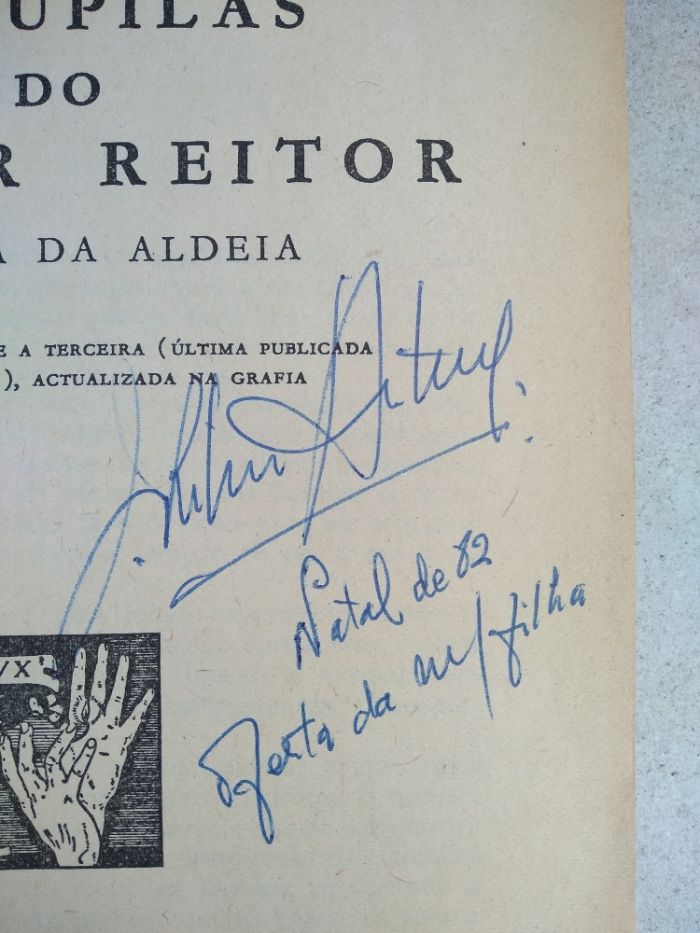 UPILAS
DO
R REITOR
A DA ALDEIA
E A TERCEIRA (ÚLTIMA PUBLICADA
), ACTUALIZADA NA GRAFIA
Natal de 82
oferta da m/filha
X